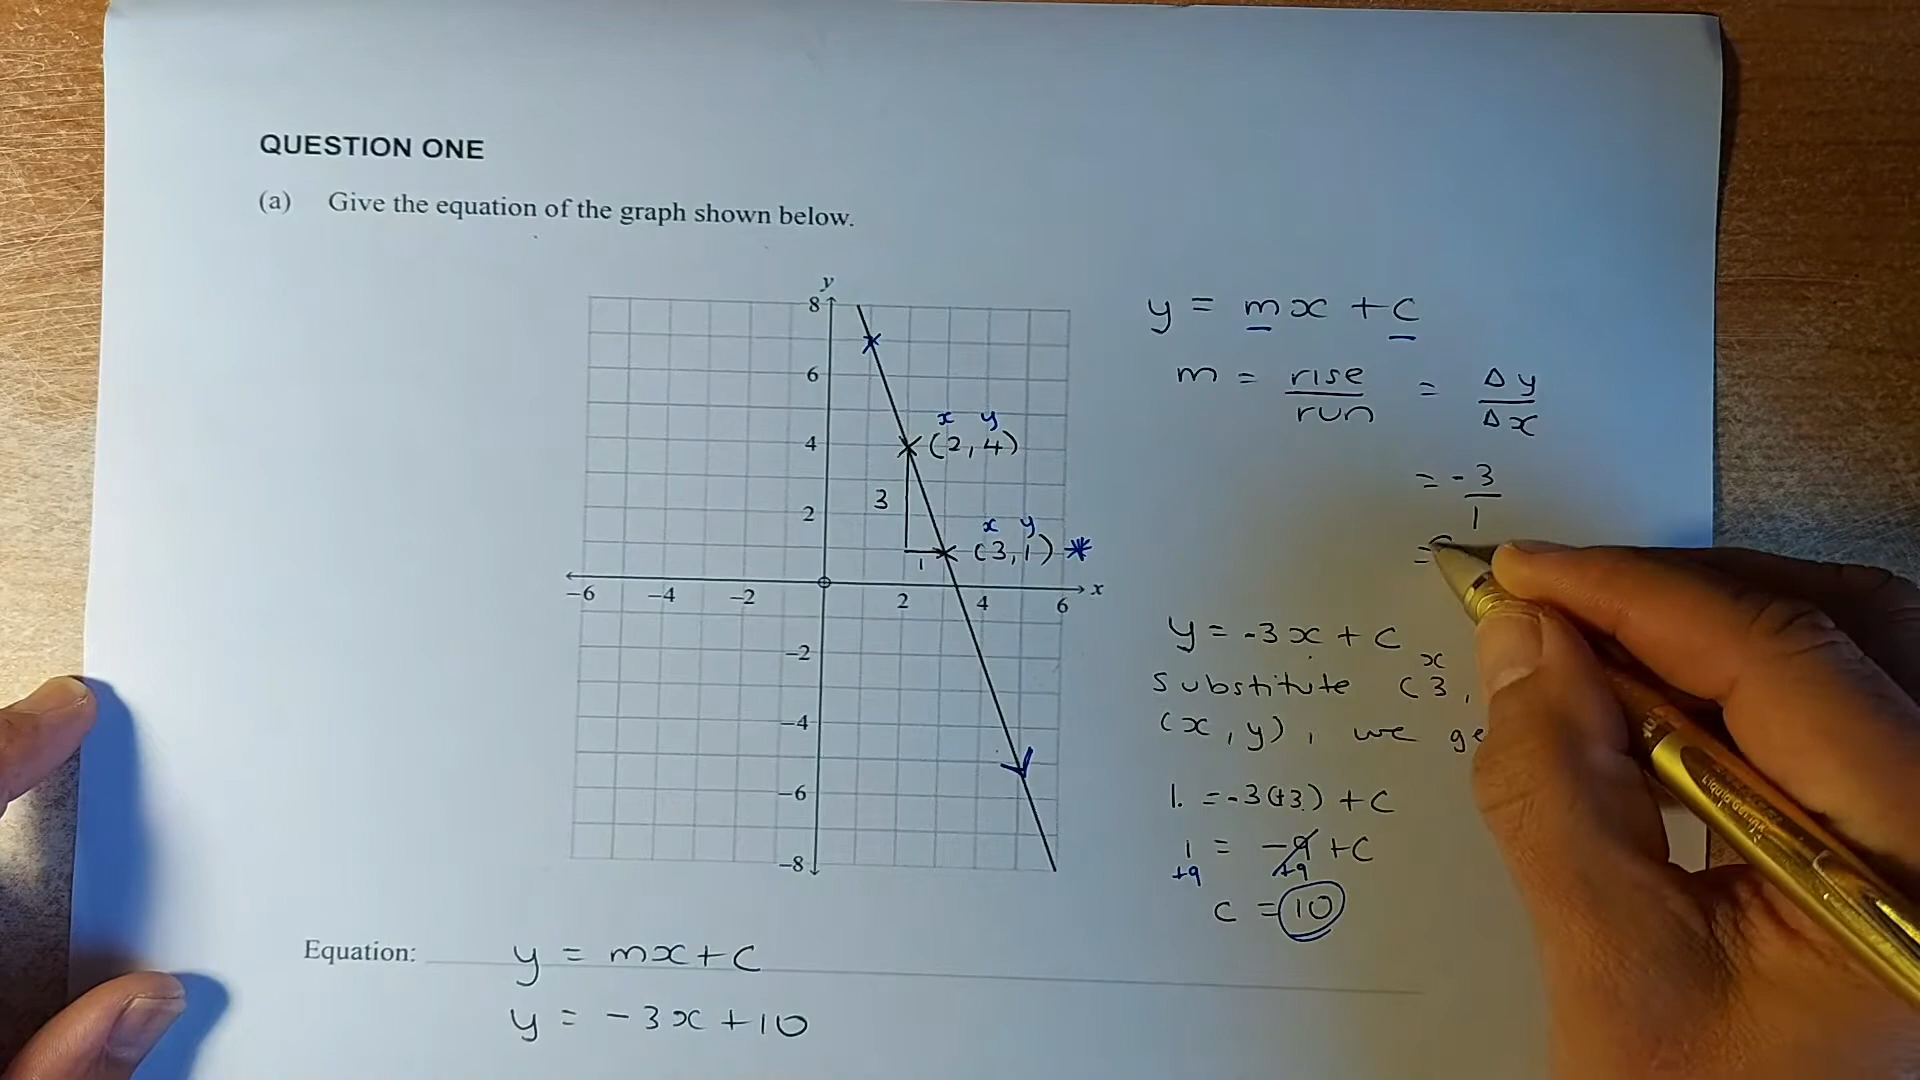 QUESTION ONE
(a) Give the equation of the graph shown below.
y
8
6
4
2
-2
-4
-6
-8
-6 -4 -2 2 4 6 x
x y
(2,4)
3
x y
(3,1) *
1
y = mx + c
m = rise/run = Δy/Δx
= -3/1
=
y = -3x + c
x
substitute (3,
(x, y), we ge
1. = -3(+3) + c
1 = -9 + c
+9 +9
c = 10
Equation: y = mx + c
y = -3x + 10